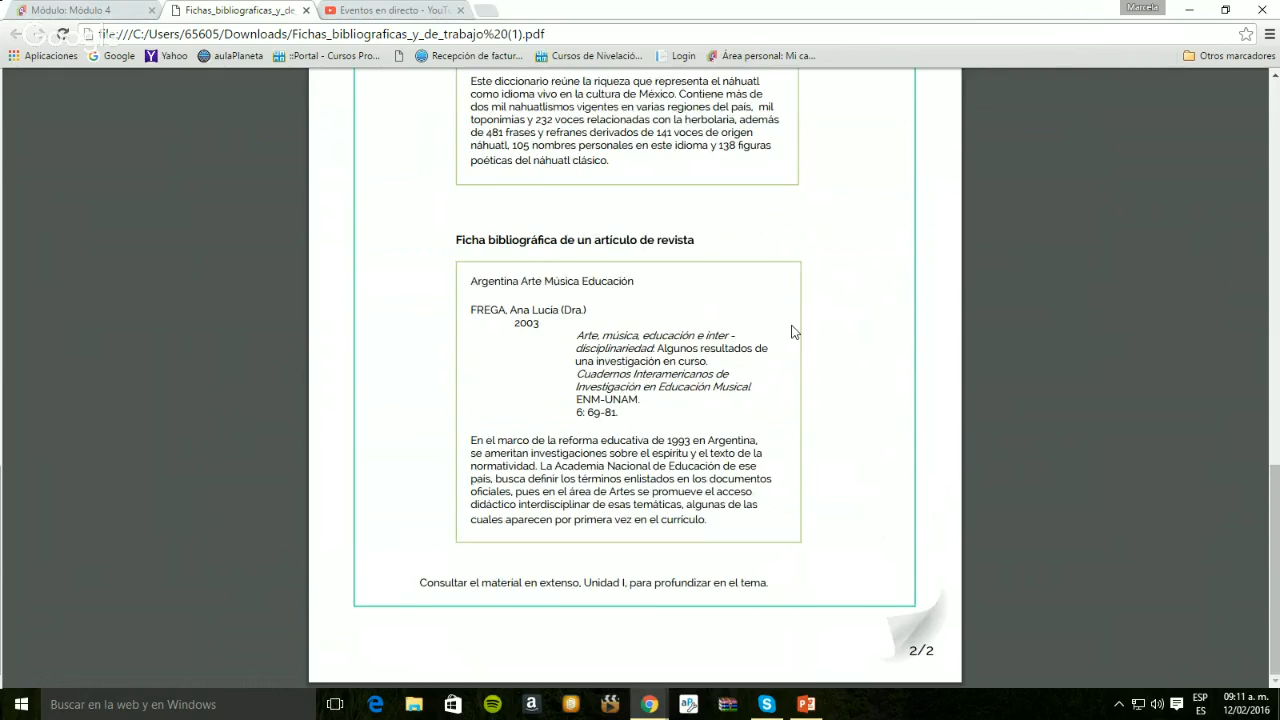 Módulo: Módulo 4
Fichas_bibliograficas_y_de_
Eventos en directo - YouT
Marcela
Google
file:///C:/Users/65605/Downloads/Fichas_bibliograficas_y_de_trabajo%20(1).pdf
Aplicaciones
Google
Yahoo
aulaPlaneta
::Portal - Cursos Pro...
Recepción de factur...
Cursos de Nivelació...
Login
Área personal: Mi ca...
Otros marcadores
Este diccionario reúne la riqueza que representa el náhuatl
como idioma vivo en la cultura de México. Contiene más de
dos mil nahuatlismos vigentes en varias regiones del país, mil
toponimias y 232 voces relacionadas con la herbolaria, además
de 481 frases y refranes derivados de 141 voces de origen
náhuatl, 105 nombres personales en este idioma y 138 figuras
poéticas del náhuatl clásico.
Ficha bibliográfica de un artículo de revista
Argentina Arte Música Educación
FREGA, Ana Lucía (Dra.)
2003
Arte, música, educación e inter -
disciplinariedad. Algunos resultados de
una investigación en curso.
Cuadernos Interamericanos de
Investigación en Educación Musical
ENM-UNAM.
6: 69-81.
En el marco de la reforma educativa de 1993 en Argentina,
se ameritan investigaciones sobre el espíritu y el texto de la
normatividad. La Academia Nacional de Educación de ese
país, busca definir los términos enlistados en los documentos
oficiales, pues en el área de Artes se promueve el acceso
didáctico interdisciplinar de esas temáticas, algunas de las
cuales aparecen por primera vez en el currículo.
Consultar el material en extenso, Unidad I, para profundizar en el tema.
2/2
Buscar en la web y en Windows
ESP
ES
09:11 a. m.
12/02/2016